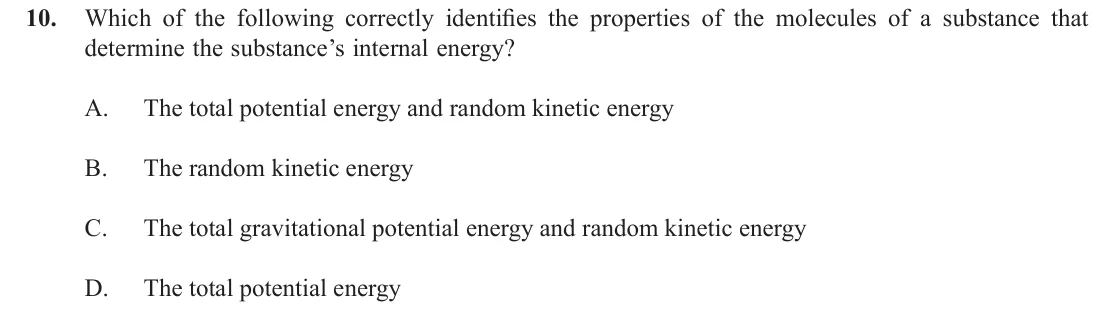 10. Which of the following correctly identifies the properties of the molecules of a substance that
determine the substance’s internal energy?
A. The total potential energy and random kinetic energy
B. The random kinetic energy
C. The total gravitational potential energy and random kinetic energy
D. The total potential energy